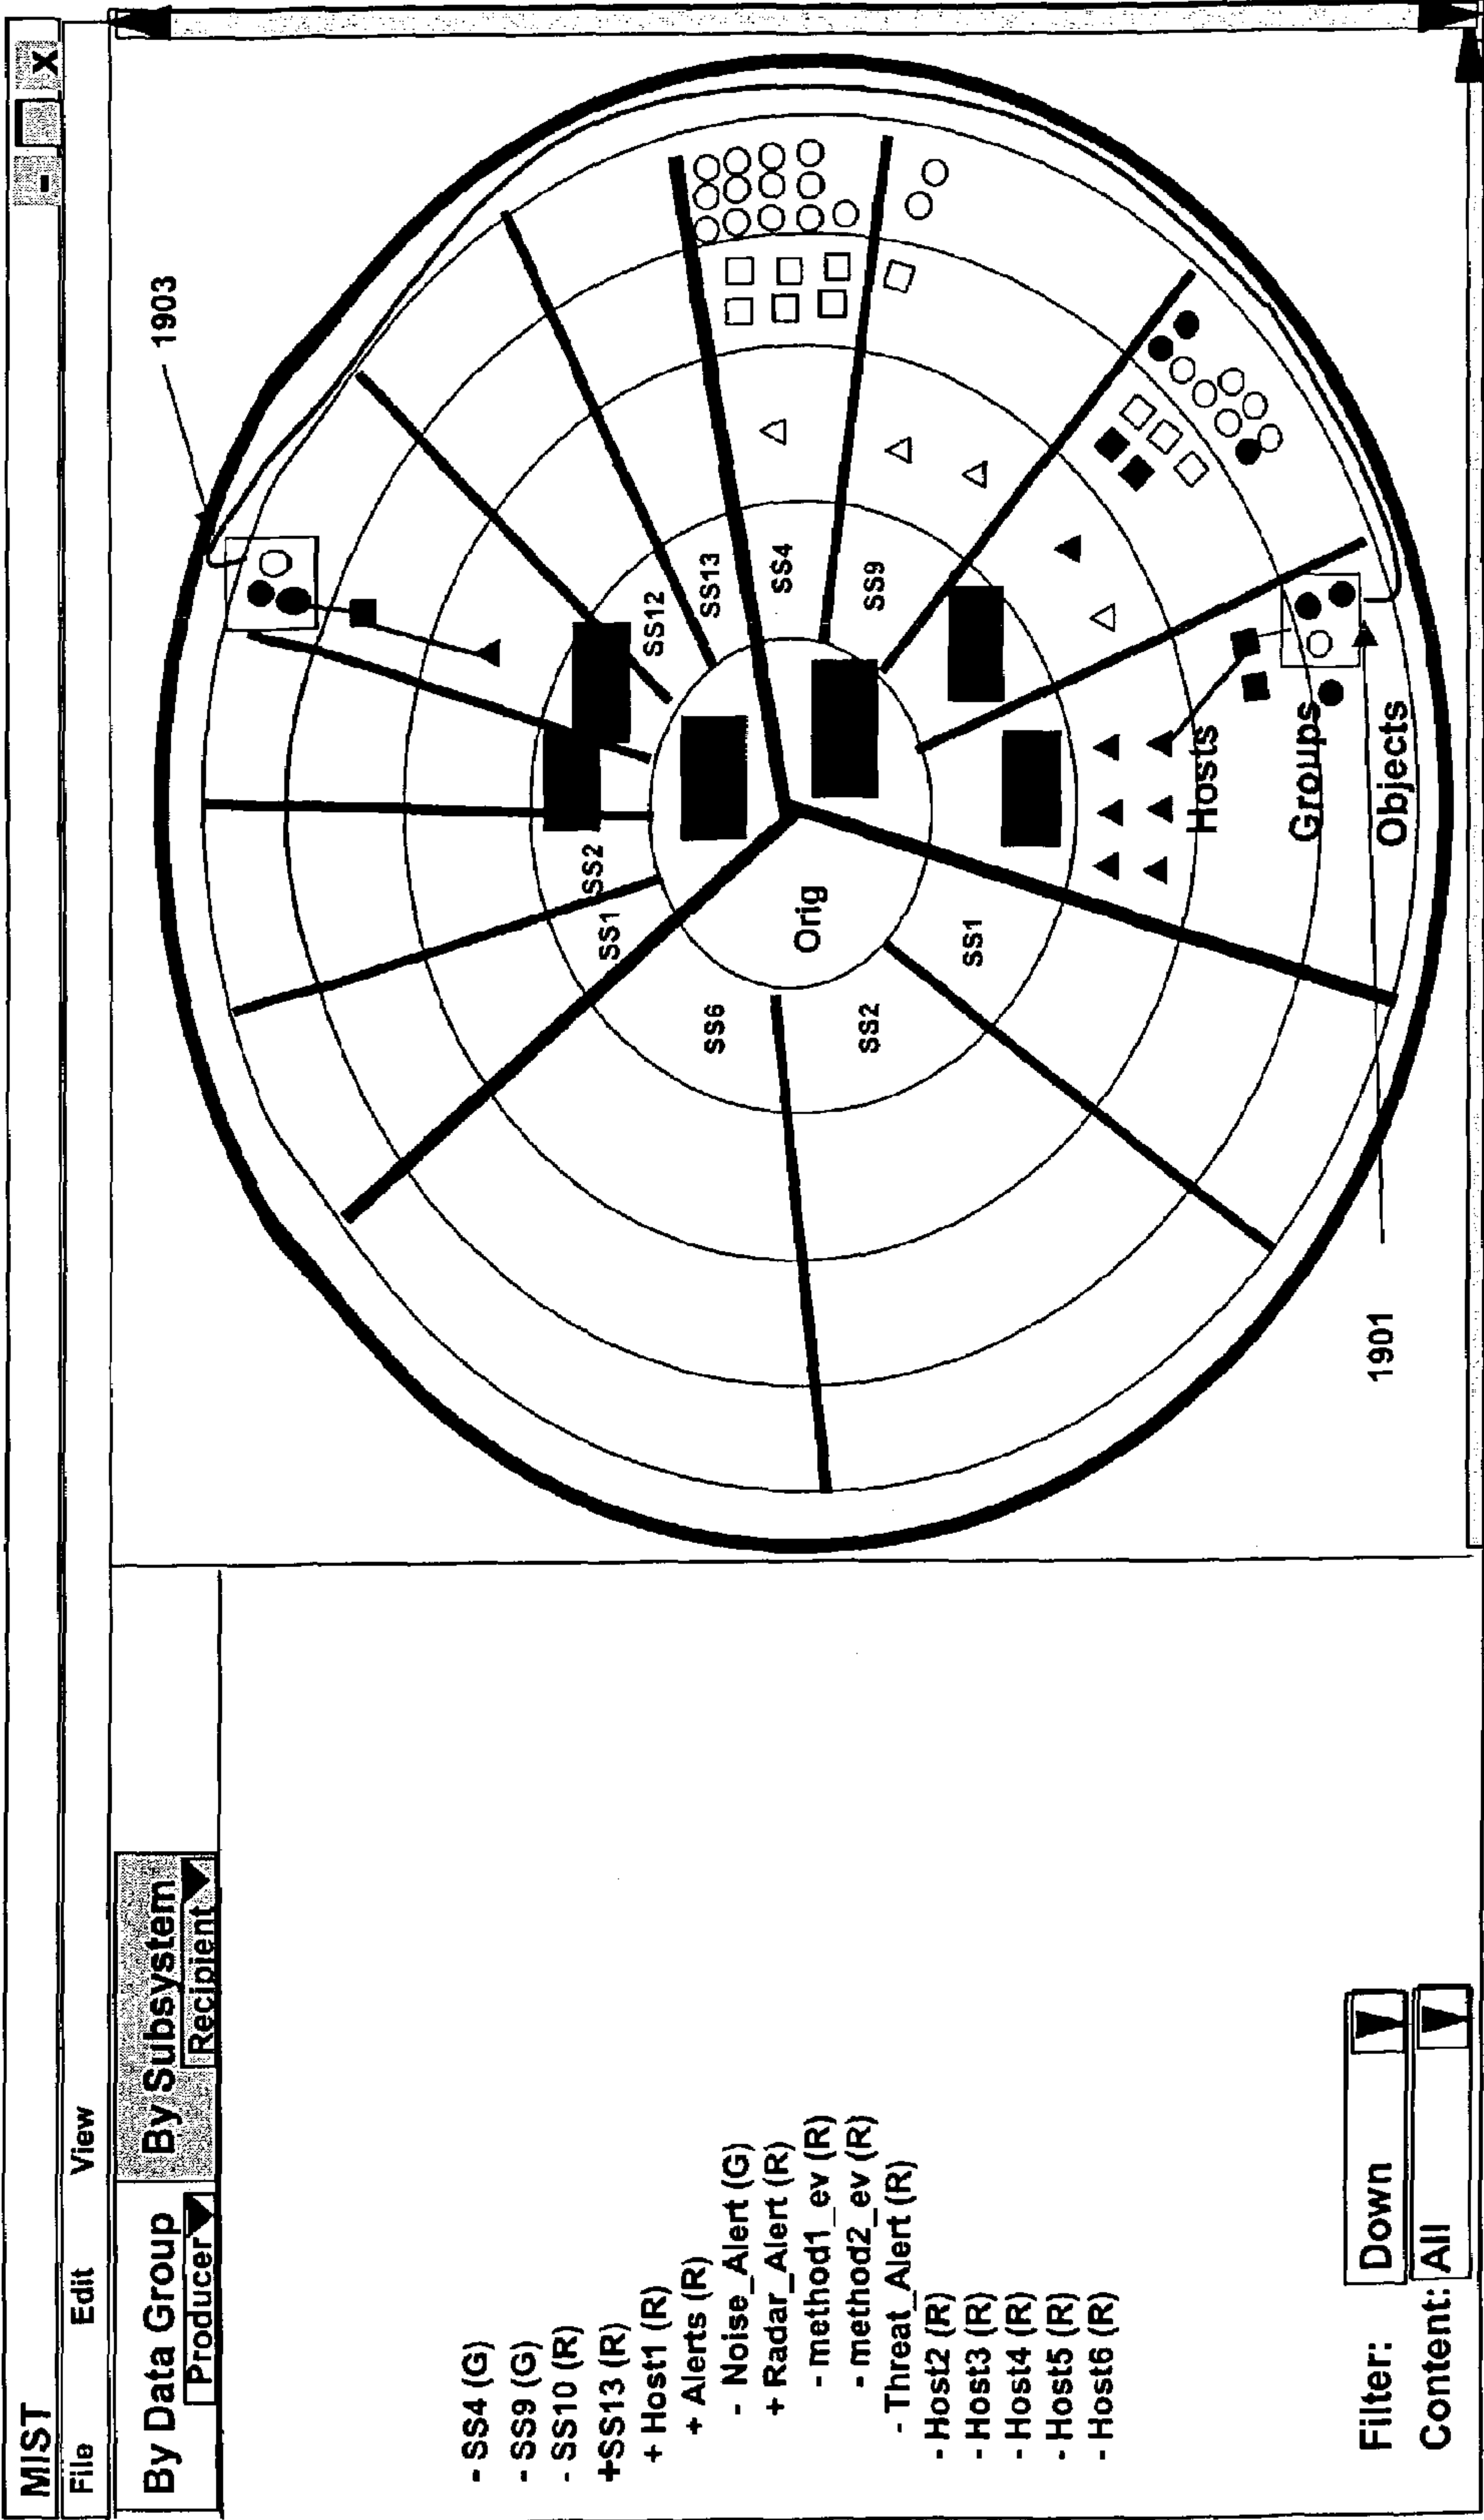 MIST
- X
File Edit View
By Data Group By Subsystem
Producer Recipient
- SS4 (G)
- SS9 (G)
- SS10 (R)
+SS13 (R)
+ Host1 (R)
+ Alerts (R)
- Noise_Alert (G)
+ Radar_Alert (R)
- method1_ev (R)
- method2_ev (R)
- Threat_Alert (R)
- Host2 (R)
- Host3 (R)
- Host4 (R)
- Host5 (R)
- Host6 (R)
Filter: Down
Content: All
1903
SS1
SS2
SS12
SS13
SS4
SS9
SS6
Orig
SS2
SS1
Hosts
Groups
Objects
1901